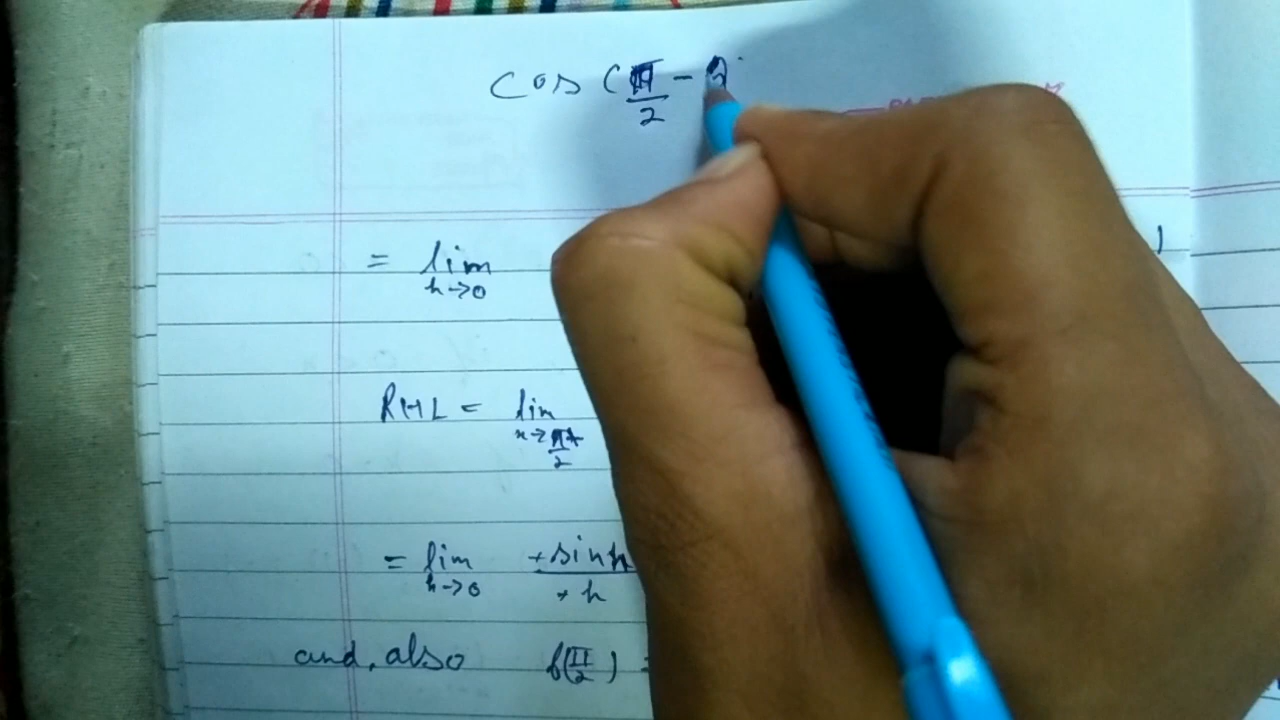 cos (π/2 -
= lim h→0
RHL = lim x→π/2
= lim h→0 +sinh/+h
and, also f(π/2) =